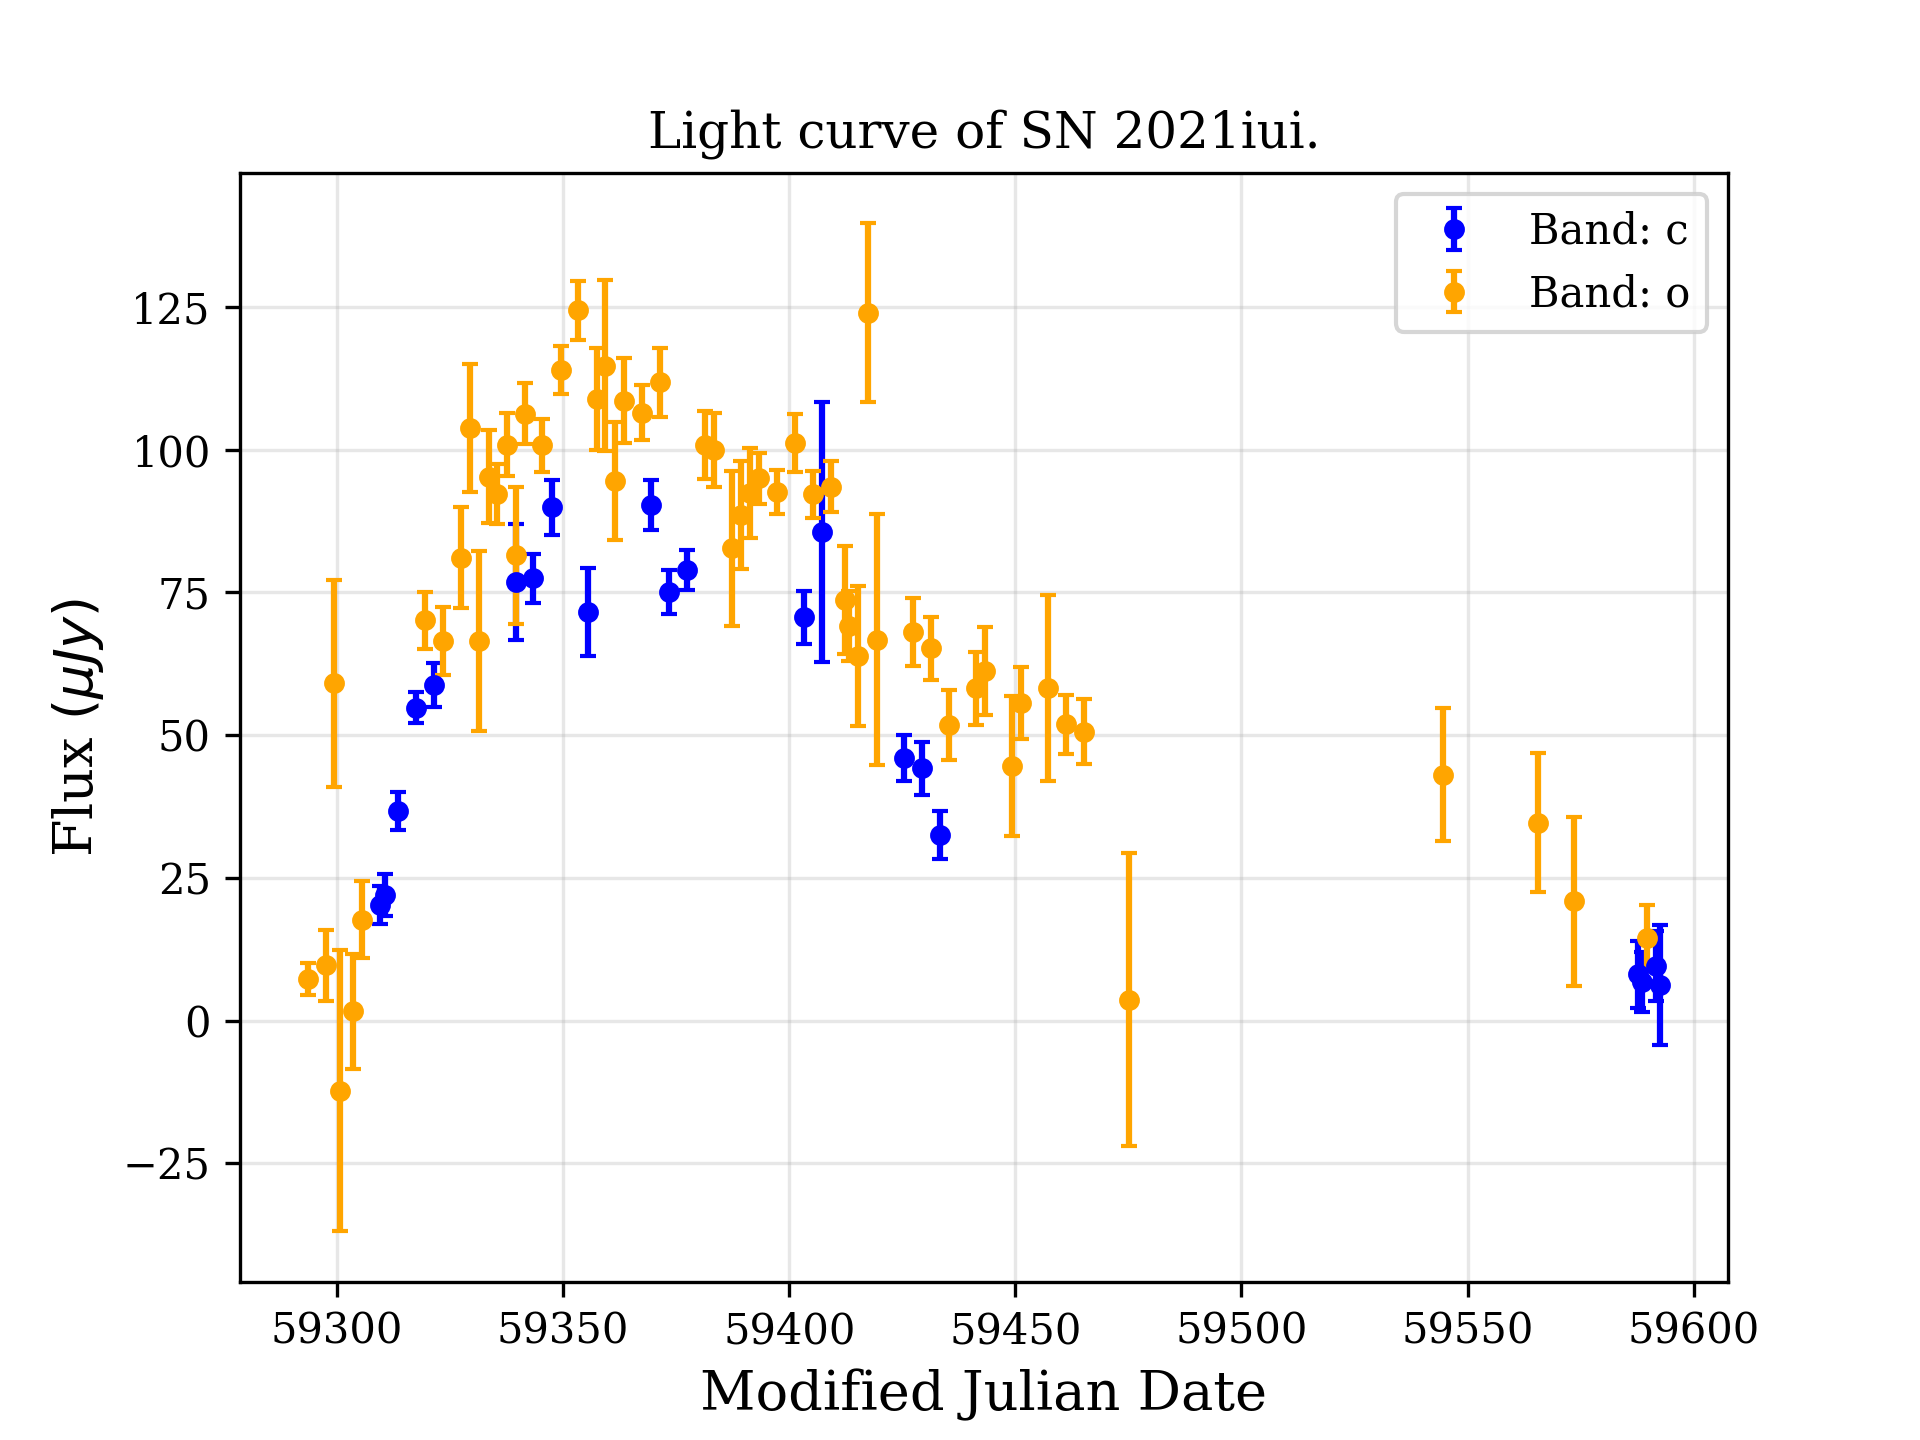 Light curve of SN 2021iui.
Band: c
Band: o
125
100
75
50
25
0
−25
Flux (μJy)
59300 59350 59400 59450 59500 59550 59600
Modified Julian Date